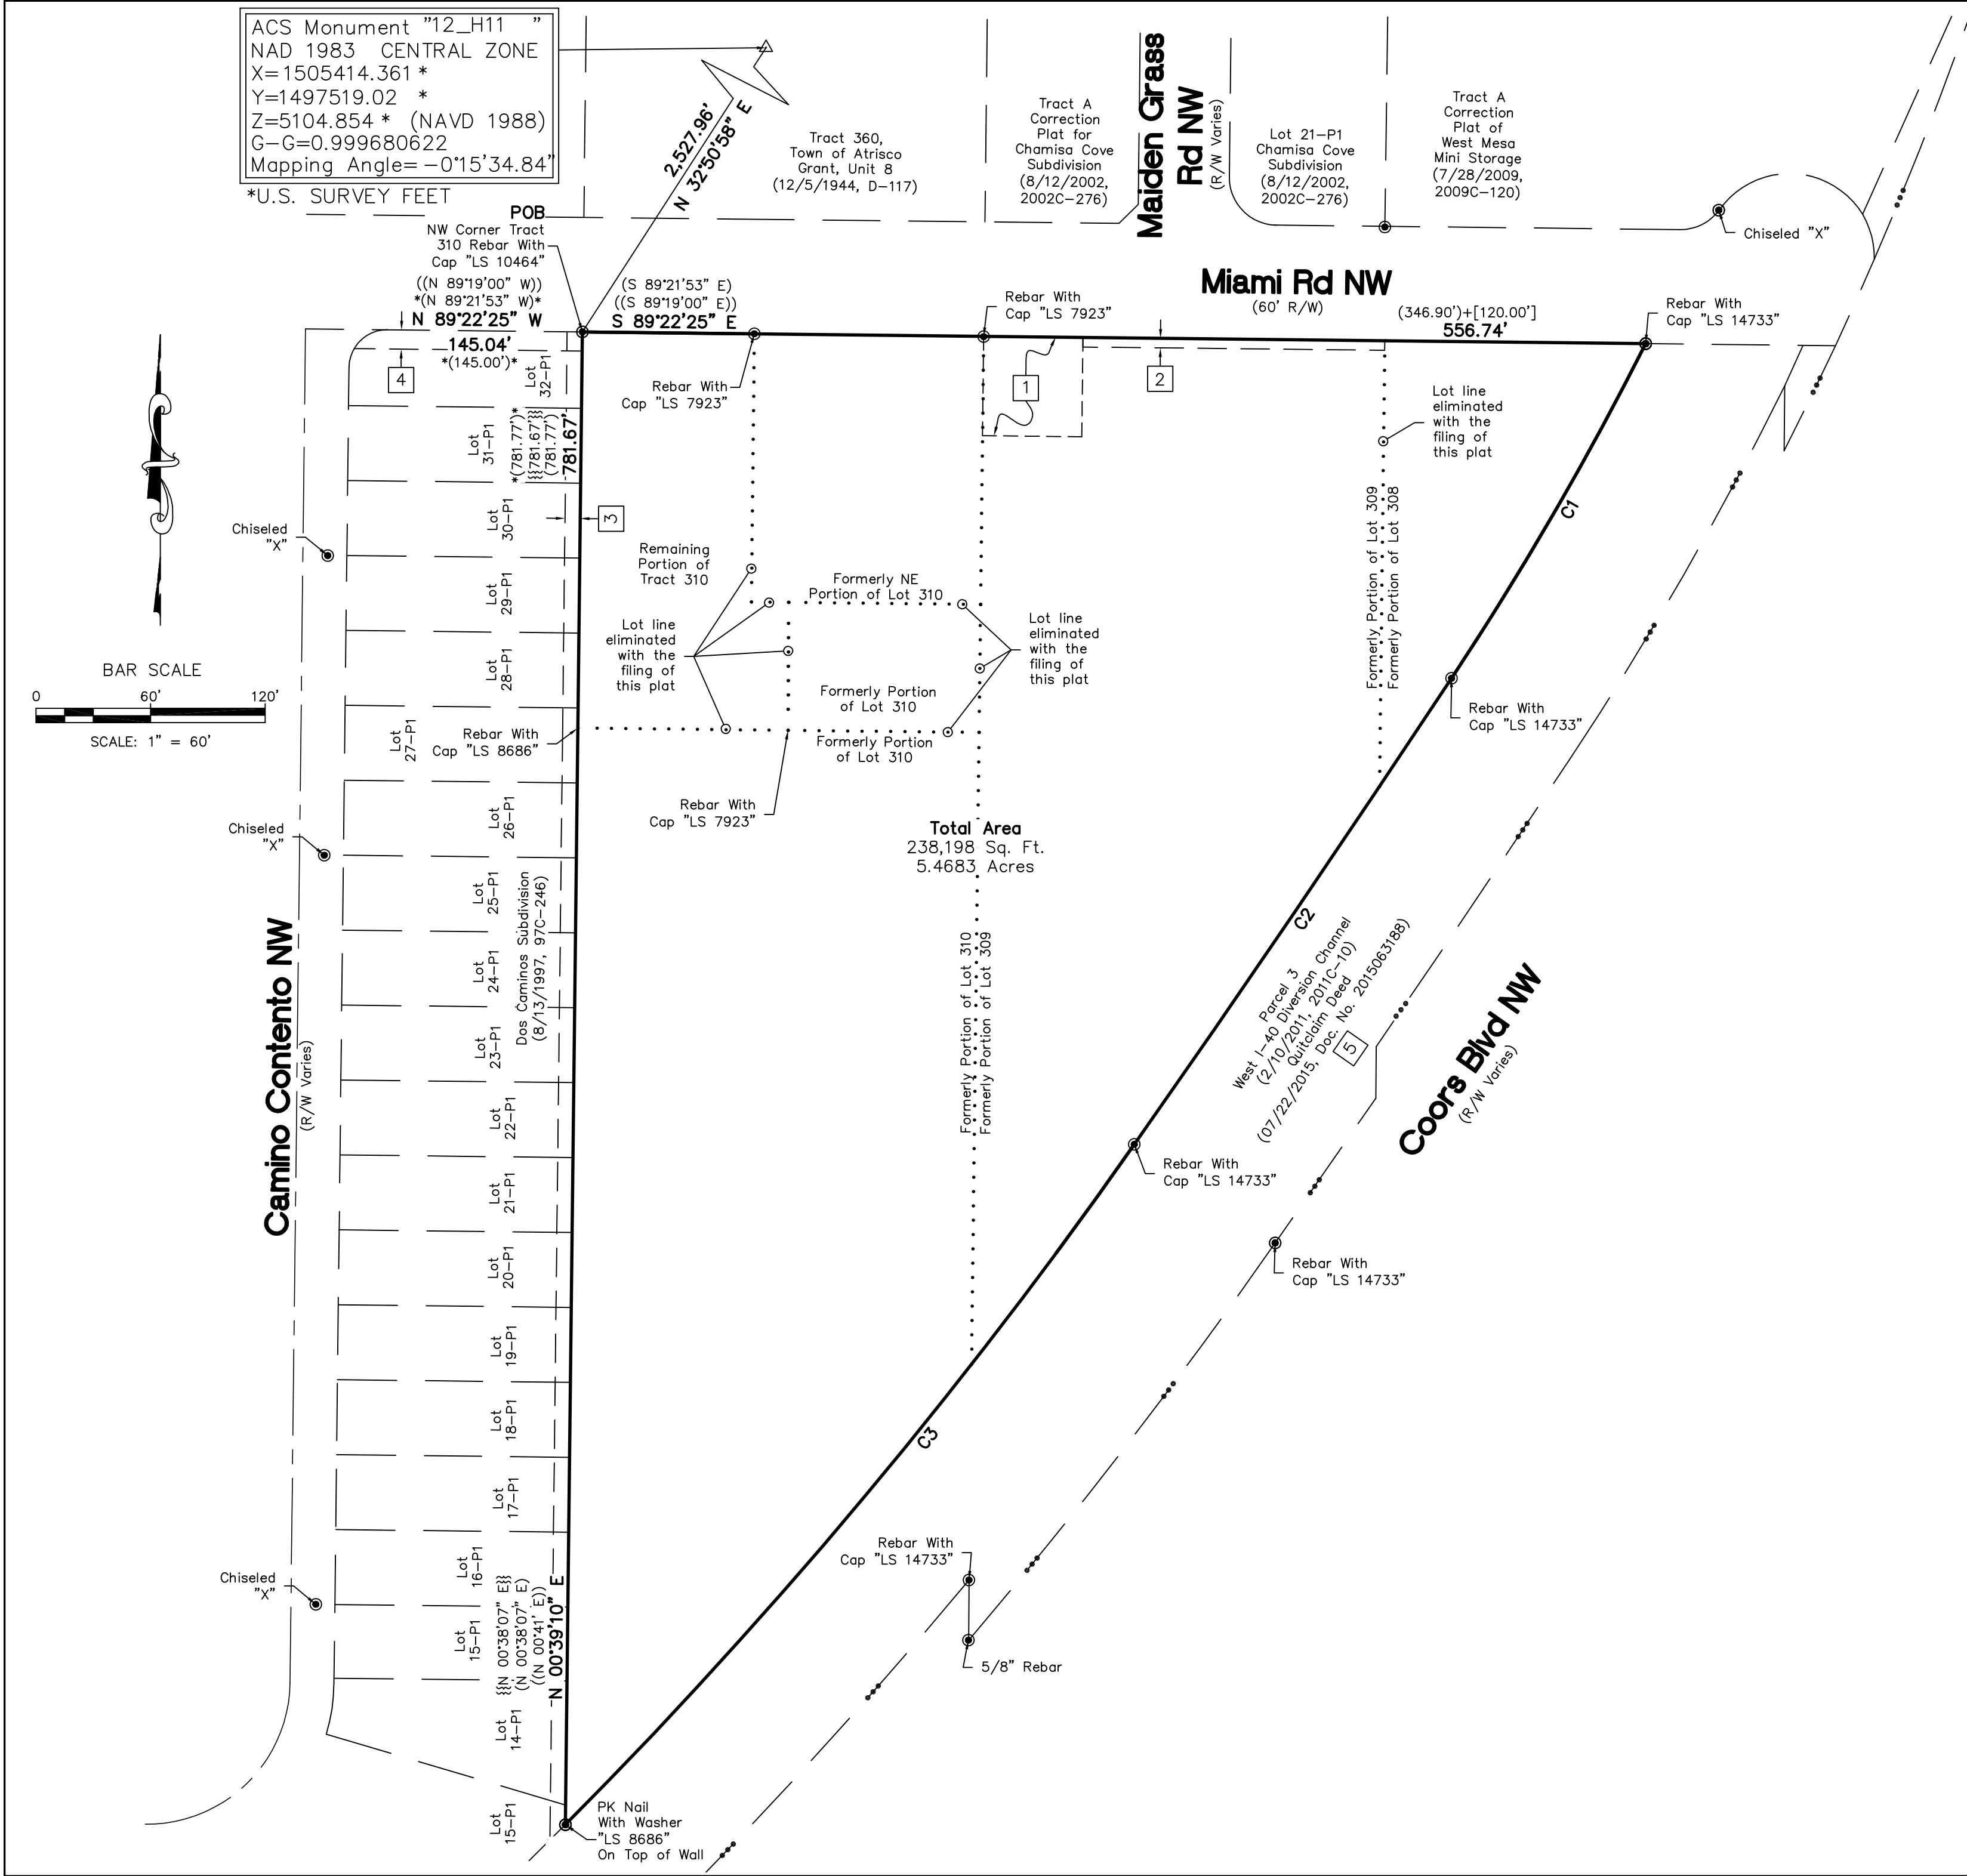 ACS Monument "12_H11 "
NAD 1983 CENTRAL ZONE
X=1505414.361 *
Y=1497519.02 *
Z=5104.854 * (NAVD 1988)
G-G=0.999680622
Mapping Angle= -0°15'34.84"
*U.S. SURVEY FEET
2,527.96'
N 32°50'58" E
Tract 360,
Town of Atrisco
Grant, Unit 8
(12/5/1944, D-117)
Tract A
Correction
Plat for
Chamisa Cove
Subdivision
(8/12/2002,
2002C-276)
Maiden Grass
Rd NW
(R/W Varies)
Lot 21-P1
Chamisa Cove
Subdivision
(8/12/2002,
2002C-276)
Tract A
Correction
Plat of
West Mesa
Mini Storage
(7/28/2009,
2009C-120)
Chiseled "X"
POB
NW Corner Tract
310 Rebar With
Cap "LS 10464"
((N 89°19'00" W))
*(N 89°21'53" W)*
N 89°22'25" W
145.04'
*(145.00')*
(S 89°21'53" E)
((S 89°19'00" E))
S 89°22'25" E
Rebar With
Cap "LS 7923"
Miami Rd NW
(60' R/W)
(346.90')+[120.00']
556.74'
Rebar With
Cap "LS 14733"
4
Lot
32-P1
Rebar With
Cap "LS 7923"
1
2
Lot line
eliminated
with the
filing of
this plat
Lot
31-P1
*(781.77')*
{{781.67'}}
(781.77')
781.67'
C1
Formerly Portion of Lot 309
Formerly Portion of Lot 308
Lot
30-P1
3
Chiseled
"X"
Remaining
Portion of
Tract 310
Formerly NE
Portion of Lot 310
Lot
29-P1
Lot line
eliminated
with the
filing of
this plat
Lot line
eliminated
with the
filing of
this plat
Lot
28-P1
BAR SCALE
0 60' 120'
SCALE: 1" = 60'
Formerly Portion
of Lot 310
Rebar With
Cap "LS 14733"
Lot
27-P1
Rebar With
Cap "LS 8686"
Formerly Portion
of Lot 310
Rebar With
Cap "LS 7923"
Lot
26-P1
Chiseled
"X"
Total Area
238,198 Sq. Ft.
5.4683 Acres
Lot
25-P1
Dos Caminos Subdivision
(8/13/1997, 97C-246)
C2
Parcel 3
West I-40 Diversion Channel
(2/10/2011, 2011C-10)
Quitclaim Deed
(07/22/2015, Doc. No. 2015063188)
5
Camino Contento NW
(R/W Varies)
Lot
24-P1
Formerly Portion of Lot 310
Formerly Portion of Lot 309
Coors Blvd NW
(R/W Varies)
Lot
23-P1
Lot
22-P1
Rebar With
Cap "LS 14733"
Lot
21-P1
Lot
20-P1
Rebar With
Cap "LS 14733"
Lot
19-P1
Lot
18-P1
C3
Lot
17-P1
Rebar With
Cap "LS 14733"
Lot
16-P1
Chiseled
"X"
{{N 00°38'07" E}}
(N 00°38'07" E)
((N 00°41' E))
N 00°39'10" E
Lot
15-P1
5/8" Rebar
Lot
14-P1
Lot
15-P1
PK Nail
With Washer
"LS 8686"
On Top of Wall